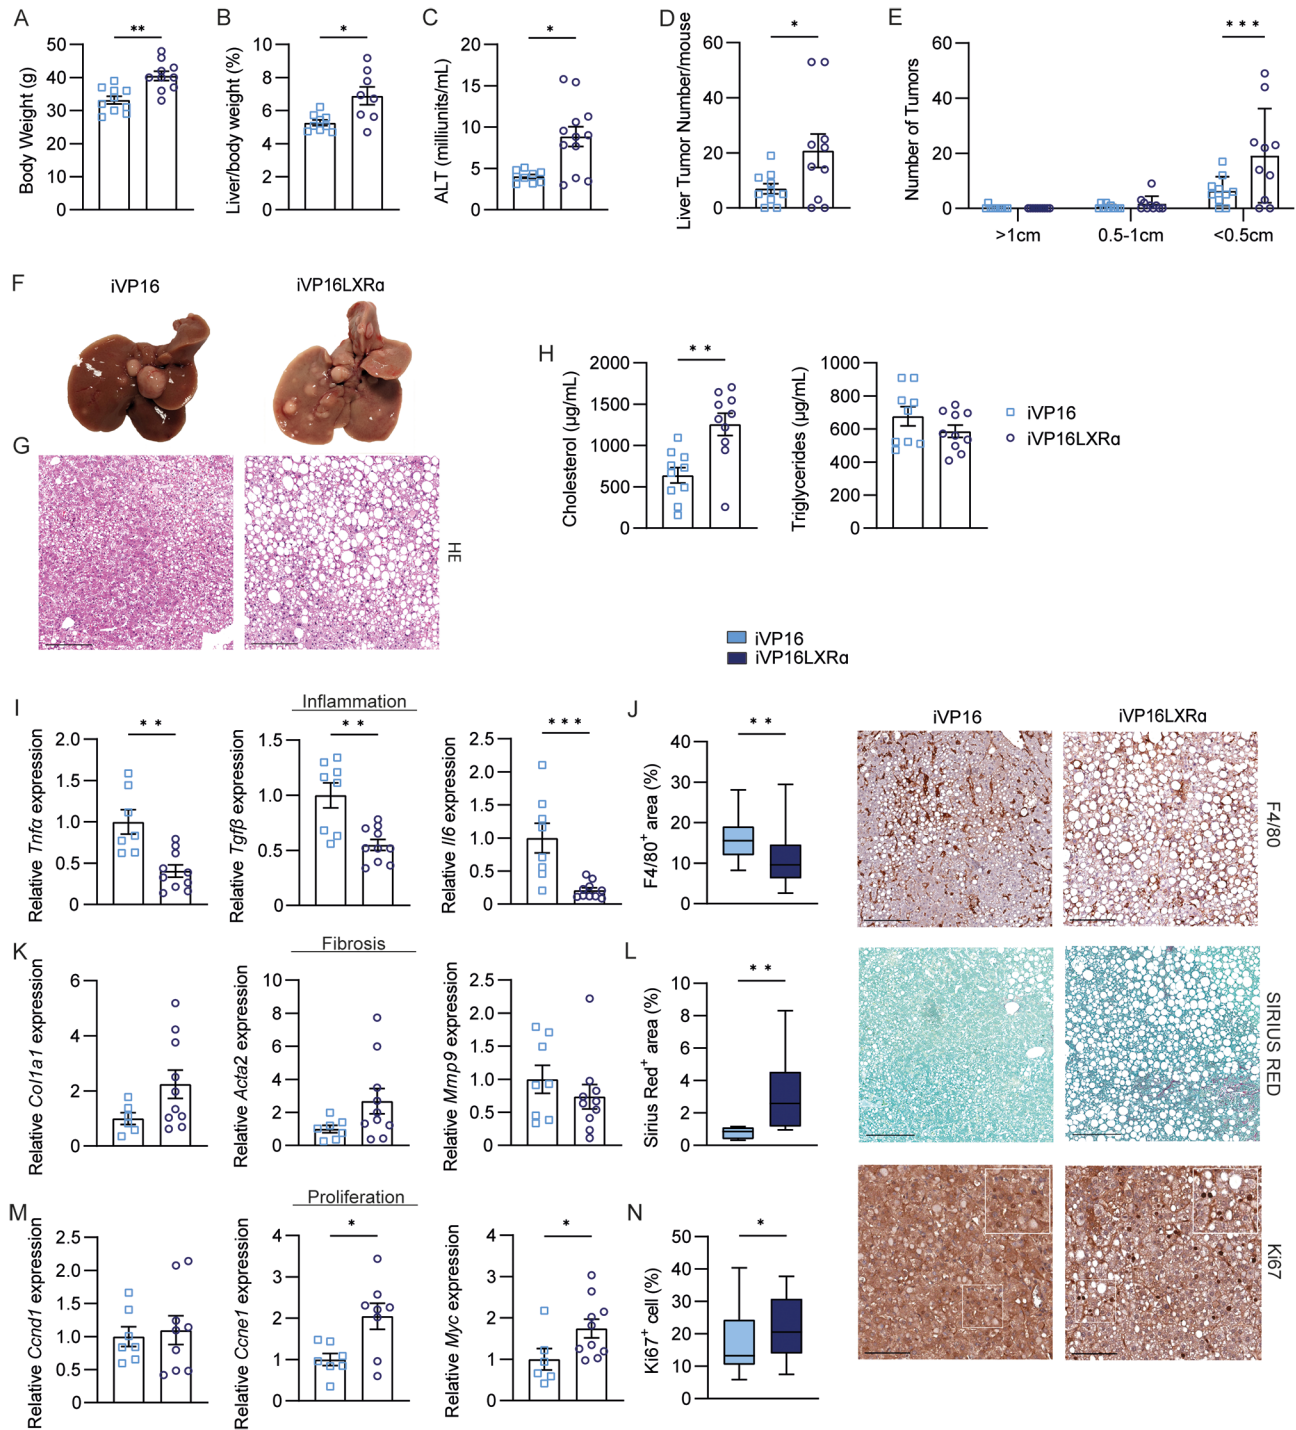 A
**
Body Weight (g)
50
40
30
20
10
0
B
*
Liver/body weight (%)
10
8
6
4
2
0
C
*
ALT (milliunits/mL)
20
15
10
5
0
D
*
Liver Tumor Number/mouse
60
40
20
0
E
***
Number of Tumors
60
40
20
0
>1cm
0.5-1cm
<0.5cm
F
iVP16
iVP16LXRα
G
HE
H
**
Cholesterol (µg/mL)
2000
1500
1000
500
0
Triglycerides (µg/mL)
1000
800
600
400
200
0
iVP16
iVP16LXRα
iVP16
iVP16LXRα
I
Inflammation
**
Relative Tnfα expression
2.0
1.5
1.0
0.5
0
**
Relative Tgfβ expression
1.5
1.0
0.5
0
***
Relative Il6 expression
2.5
2.0
1.5
1.0
0.5
0
J
**
F4/80+ area (%)
40
30
20
10
0
iVP16
iVP16LXRα
F4/80
K
Fibrosis
Relative Col1a1 expression
6
4
2
0
Relative Acta2 expression
10
8
6
4
2
0
Relative Mmp9 expression
2.5
2.0
1.5
1.0
0.5
0
L
**
Sirius Red+ area (%)
10
8
6
4
2
0
SIRIUS RED
M
Proliferation
Relative Ccnd1 expression
2.5
2.0
1.5
1.0
0.5
0
*
Relative Ccne1 expression
4
3
2
1
0
*
Relative Myc expression
4
3
2
1
0
N
*
Ki67+ cell (%)
50
40
30
20
10
0
Ki67